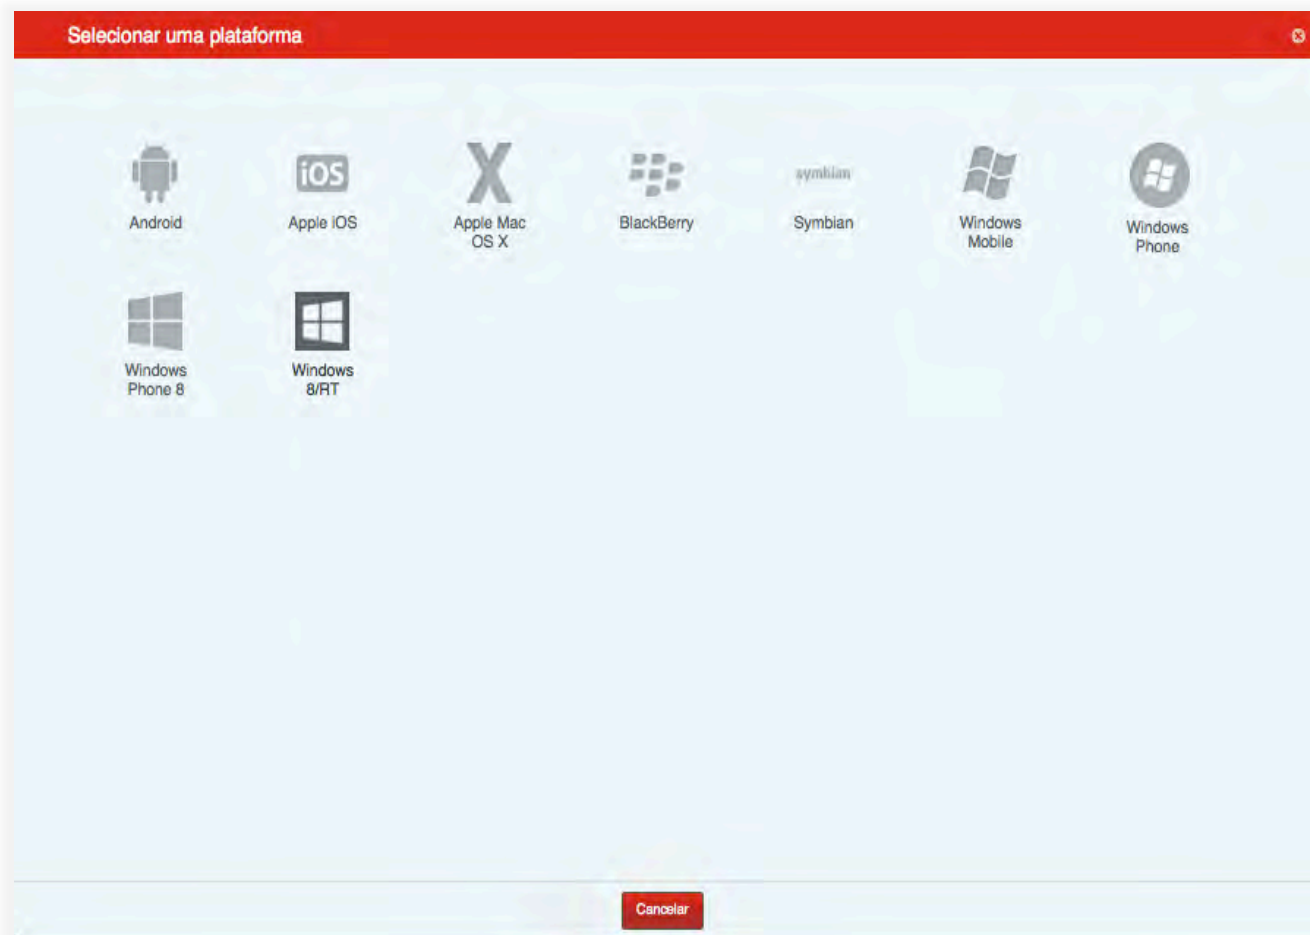 Selecionar uma plataforma
iOS
symbian
Android
Apple iOS
Apple Mac
OS X
BlackBerry
Symbian
Windows
Mobile
Windows
Phone
Windows
Phone 8
Windows
8/RT
Cancelar